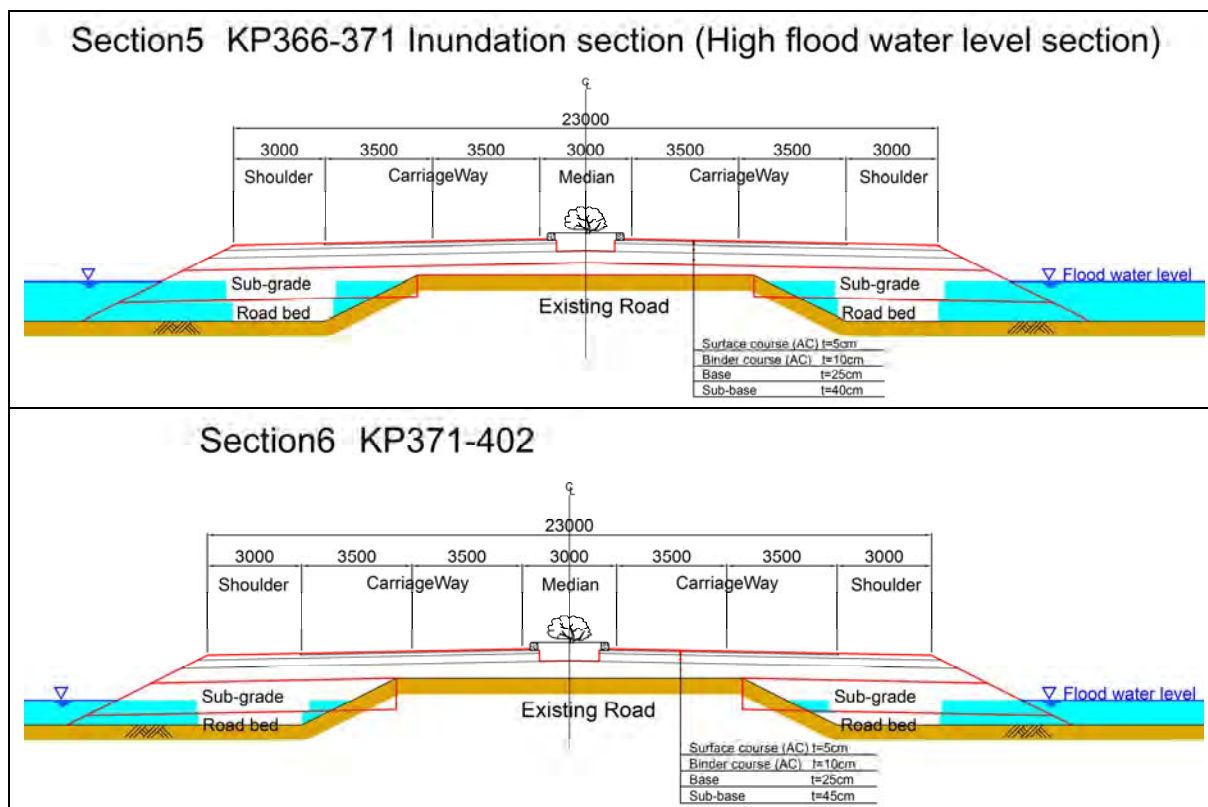 Section5 KP366-371 Inundation section (High flood water level section)
℄
23000
3000 3500 3500 3000 3500 3500 3000
Shoulder CarriageWay Median CarriageWay Shoulder
Flood water level
Sub-grade Sub-grade
Road bed Existing Road Road bed
Surface course (AC) t=5cm
Binder course (AC) t=10cm
Base t=25cm
Sub-base t=40cm
Section6 KP371-402
℄
23000
3000 3500 3500 3000 3500 3500 3000
Shoulder CarriageWay Median CarriageWay Shoulder
Flood water level
Sub-grade Sub-grade
Existing Road
Road bed Road bed
Surface course (AC) t=5cm
Binder course (AC) t=10cm
Base t=25cm
Sub-base t=45cm